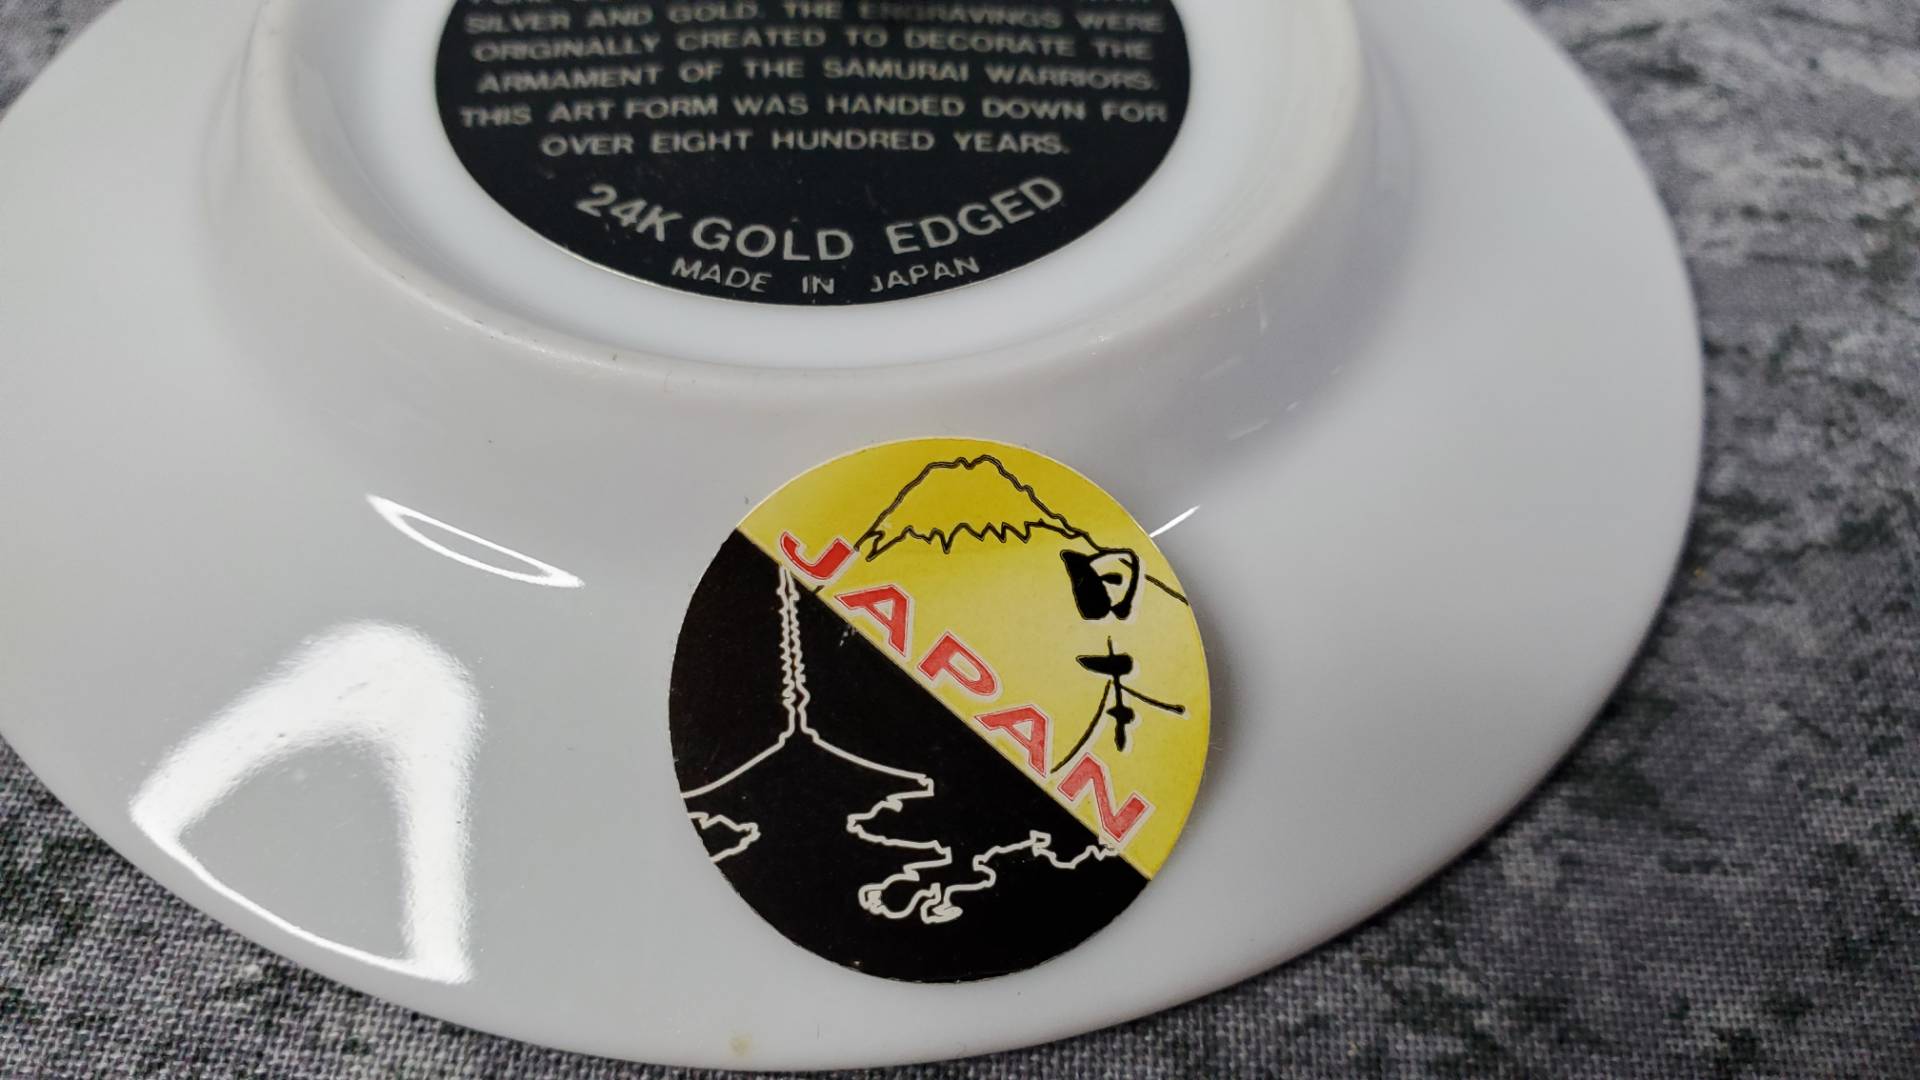 SILVER AND GOLD. THE ENGRAVINGS WERE
ORIGINALLY CREATED TO DECORATE THE
ARMAMENT OF THE SAMURAI WARRIORS.
THIS ART FORM WAS HANDED DOWN FOR
OVER EIGHT HUNDRED YEARS.
24K GOLD EDGED
MADE IN JAPAN
JAPAN
日本